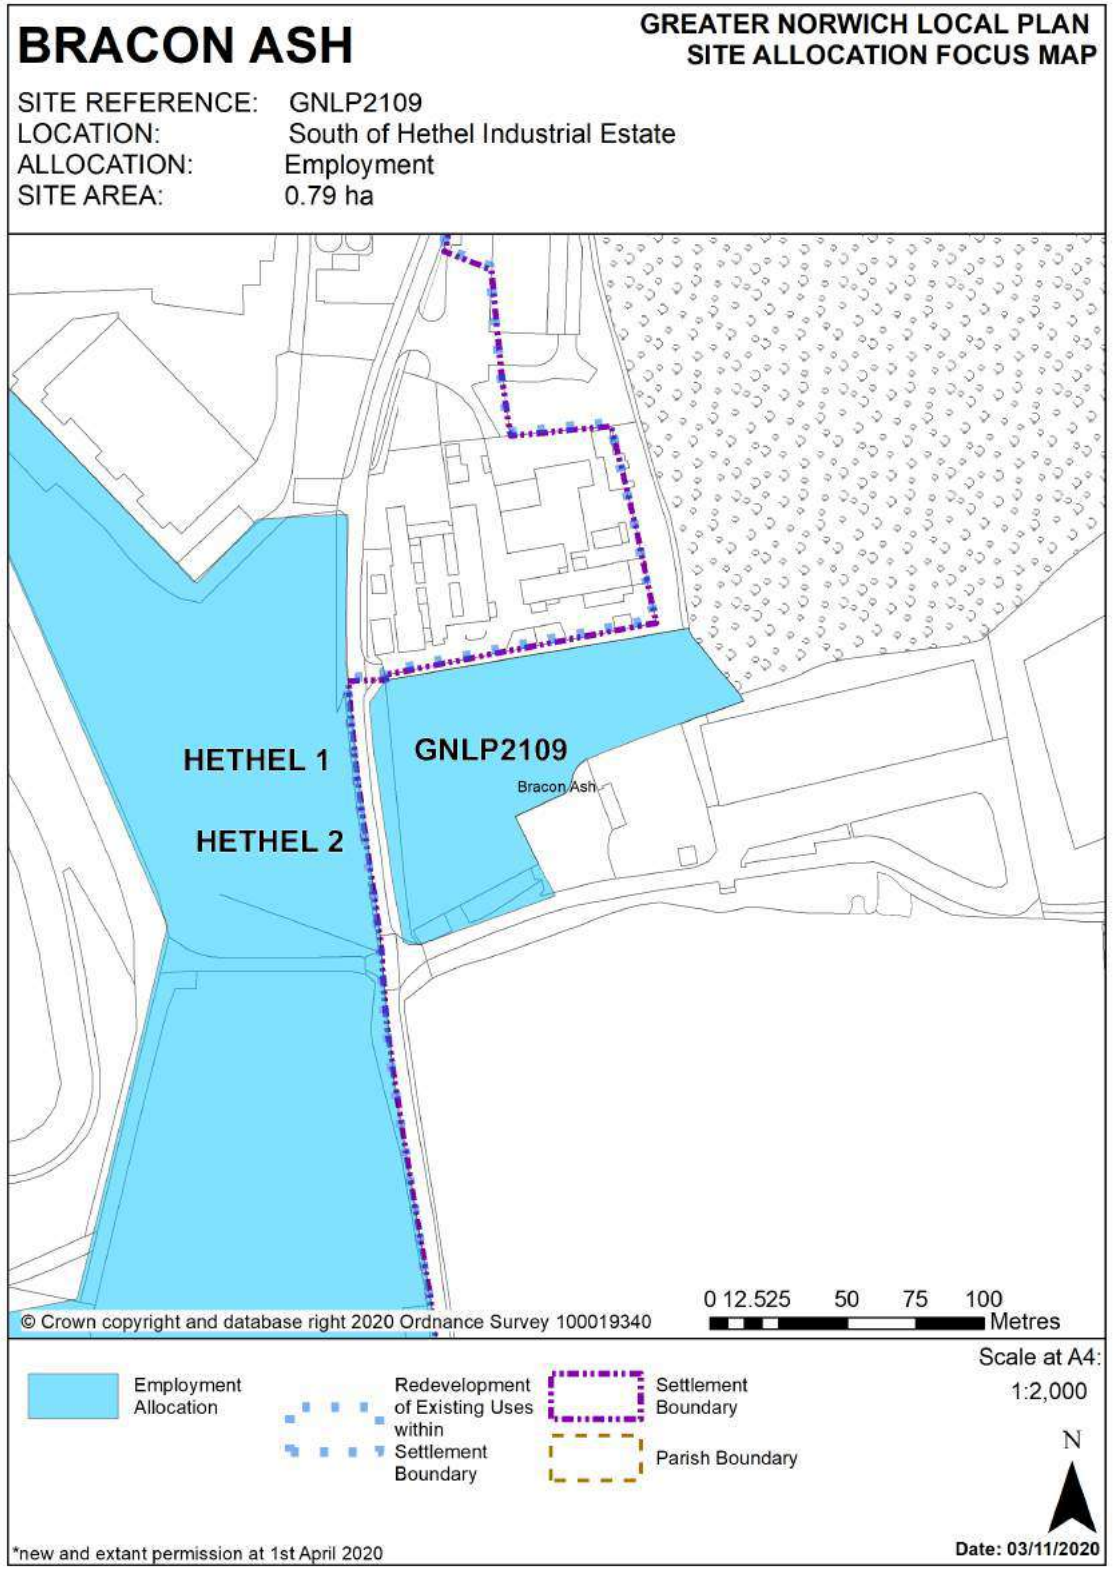 BRACON ASH
GREATER NORWICH LOCAL PLAN
SITE ALLOCATION FOCUS MAP
SITE REFERENCE: GNLP2109
LOCATION: South of Hethel Industrial Estate
ALLOCATION: Employment
SITE AREA: 0.79 ha
HETHEL 1
GNLP2109
Bracon Ash
HETHEL 2
0 12.525 50 75 100
Metres
© Crown copyright and database right 2020 Ordnance Survey 100019340
Employment
Allocation
Redevelopment
of Existing Uses
within
Settlement
Boundary
Settlement
Boundary
Parish Boundary
Scale at A4:
1:2,000
N
*new and extant permission at 1st April 2020
Date: 03/11/2020